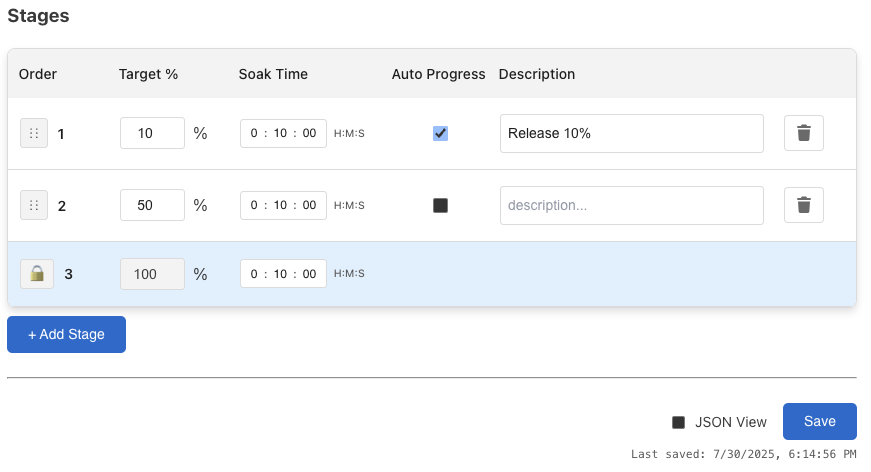 Stages
Order Target % Soak Time Auto Progress Description
1 10 % 0 : 10 : 00 H:M:S Release 10%
2 50 % 0 : 10 : 00 H:M:S description...
3 100 % 0 : 10 : 00 H:M:S
+ Add Stage
JSON View Save
Last saved: 7/30/2025, 6:14:56 PM